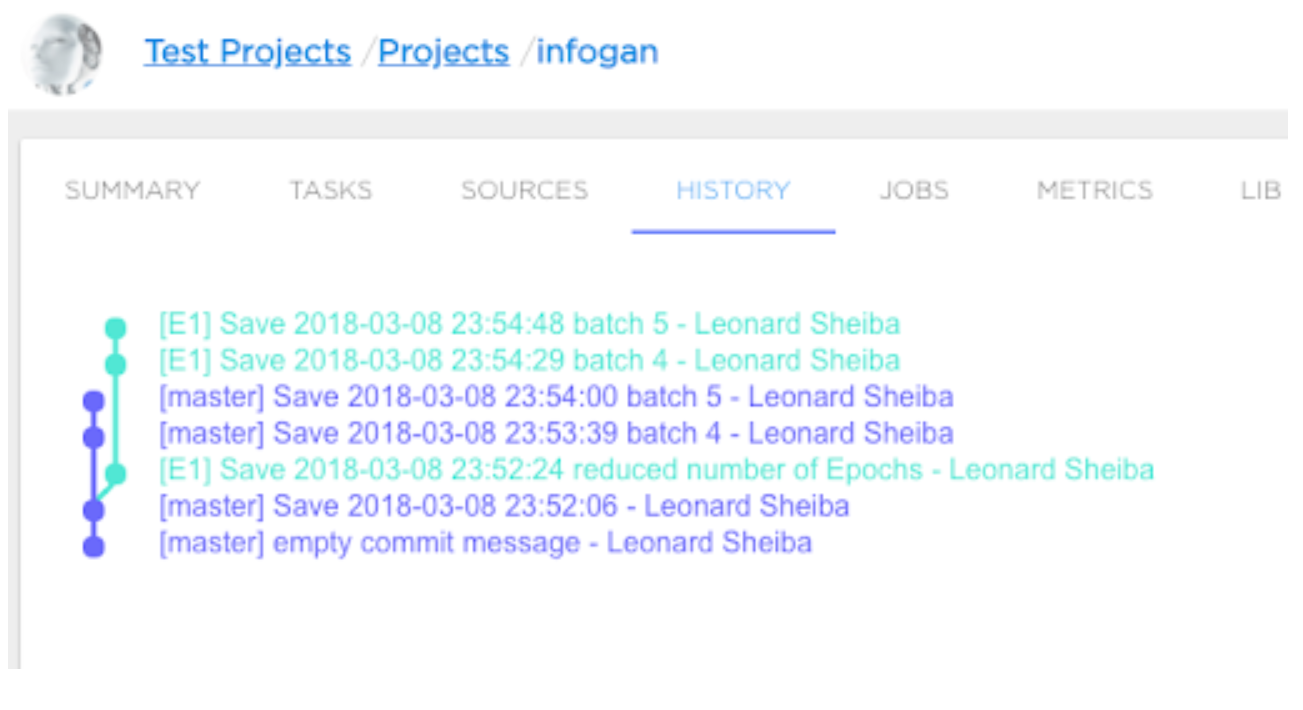 Test Projects /Projects /infogan
SUMMARY TASKS SOURCES HISTORY JOBS METRICS LIB
[E1] Save 2018-03-08 23:54:48 batch 5 - Leonard Sheiba
[E1] Save 2018-03-08 23:54:29 batch 4 - Leonard Sheiba
[master] Save 2018-03-08 23:54:00 batch 5 - Leonard Sheiba
[master] Save 2018-03-08 23:53:39 batch 4 - Leonard Sheiba
[E1] Save 2018-03-08 23:52:24 reduced number of Epochs - Leonard Sheiba
[master] Save 2018-03-08 23:52:06 - Leonard Sheiba
[master] empty commit message - Leonard Sheiba